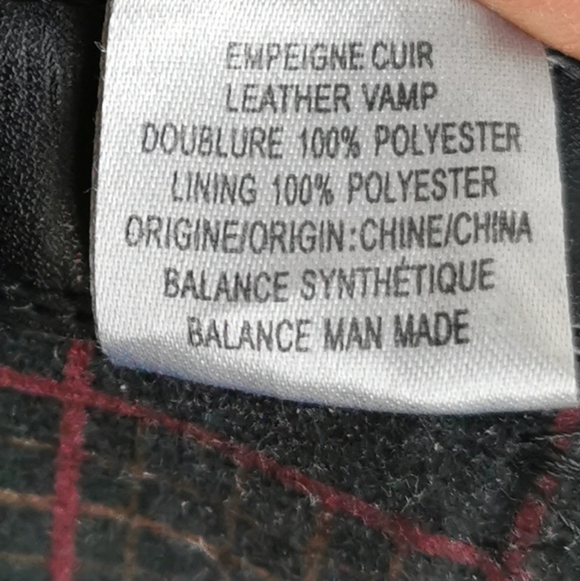 EMPEIGNE CUIR
LEATHER VAMP
DOUBLURE 100% POLYESTER
LINING 100% POLYESTER
ORIGINE/ORIGIN:CHINE/CHINA
BALANCE SYNTHÉTIQUE
BALANCE MAN MADE